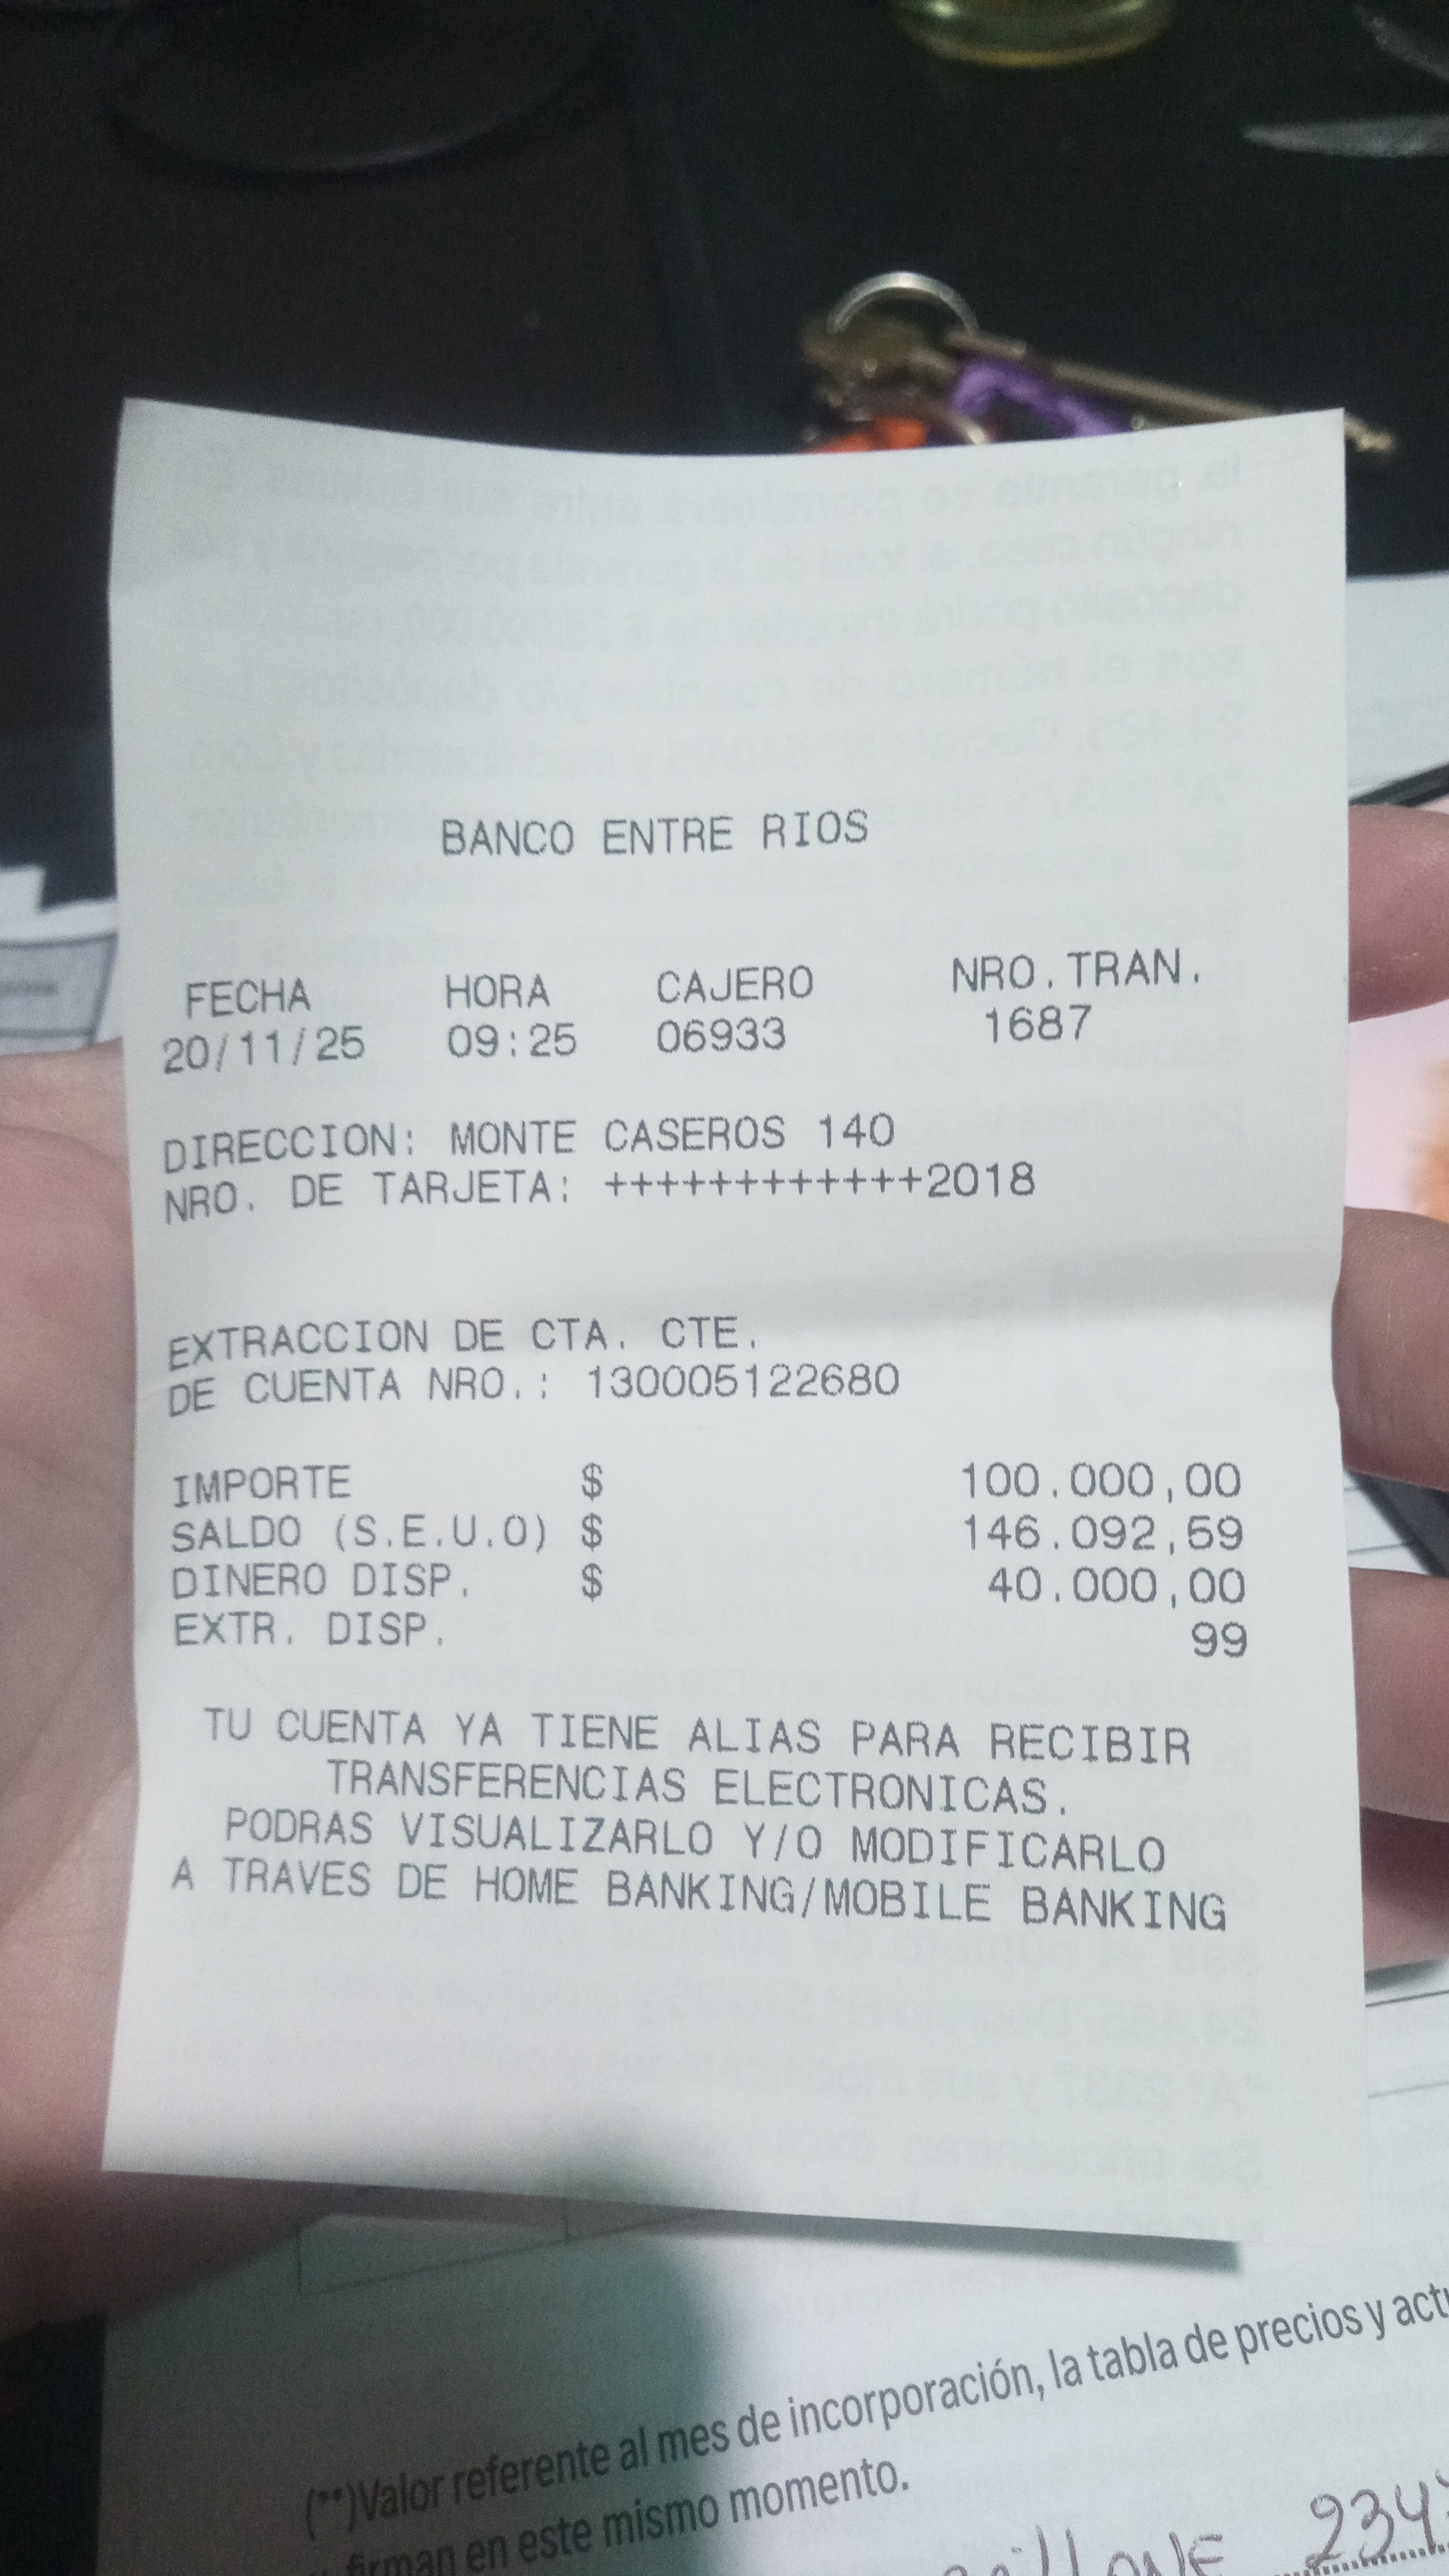 BANCO ENTRE RIOS
FECHA HORA CAJERO NRO.TRAN.
20/11/25 09:25 06933 1687
DIRECCION: MONTE CASEROS 140
NRO. DE TARJETA: ++++++++++++2018
EXTRACCION DE CTA. CTE.
DE CUENTA NRO.: 130005122680
IMPORTE $ 100.000,00
SALDO (S.E.U.O) $ 146.092,59
DINERO DISP. $ 40.000,00
EXTR. DISP. 99
TU CUENTA YA TIENE ALIAS PARA RECIBIR
TRANSFERENCIAS ELECTRONICAS.
PODRAS VISUALIZARLO Y/O MODIFICARLO
A TRAVES DE HOME BANKING/MOBILE BANKING
(**)Valor referente al mes de incorporación, la tabla de precios y
firman en este mismo momento.
234